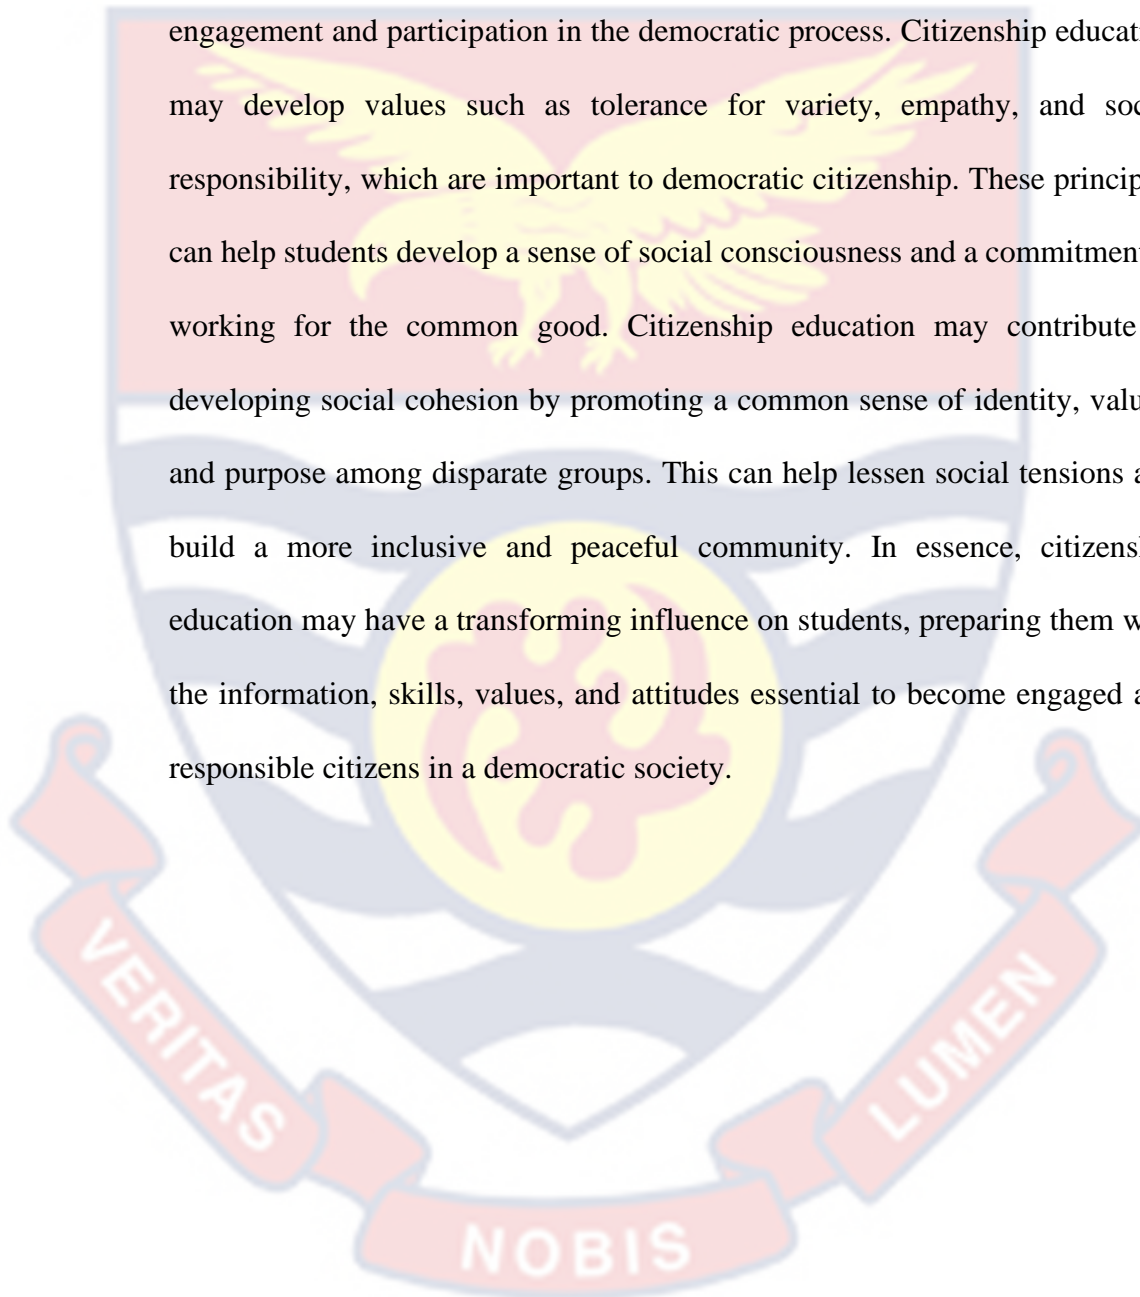 engagement and participation in the democratic process. Citizenship educati
may develop values such as tolerance for variety, empathy, and soc
responsibility, which are important to democratic citizenship. These princip
can help students develop a sense of social consciousness and a commitment
working for the common good. Citizenship education may contribute
developing social cohesion by promoting a common sense of identity, valu
and purpose among disparate groups. This can help lessen social tensions a
build a more inclusive and peaceful community. In essence, citizensh
education may have a transforming influence on students, preparing them w
the information, skills, values, and attitudes essential to become engaged a
responsible citizens in a democratic society.
VERITAS
NOBIS
LUMEN